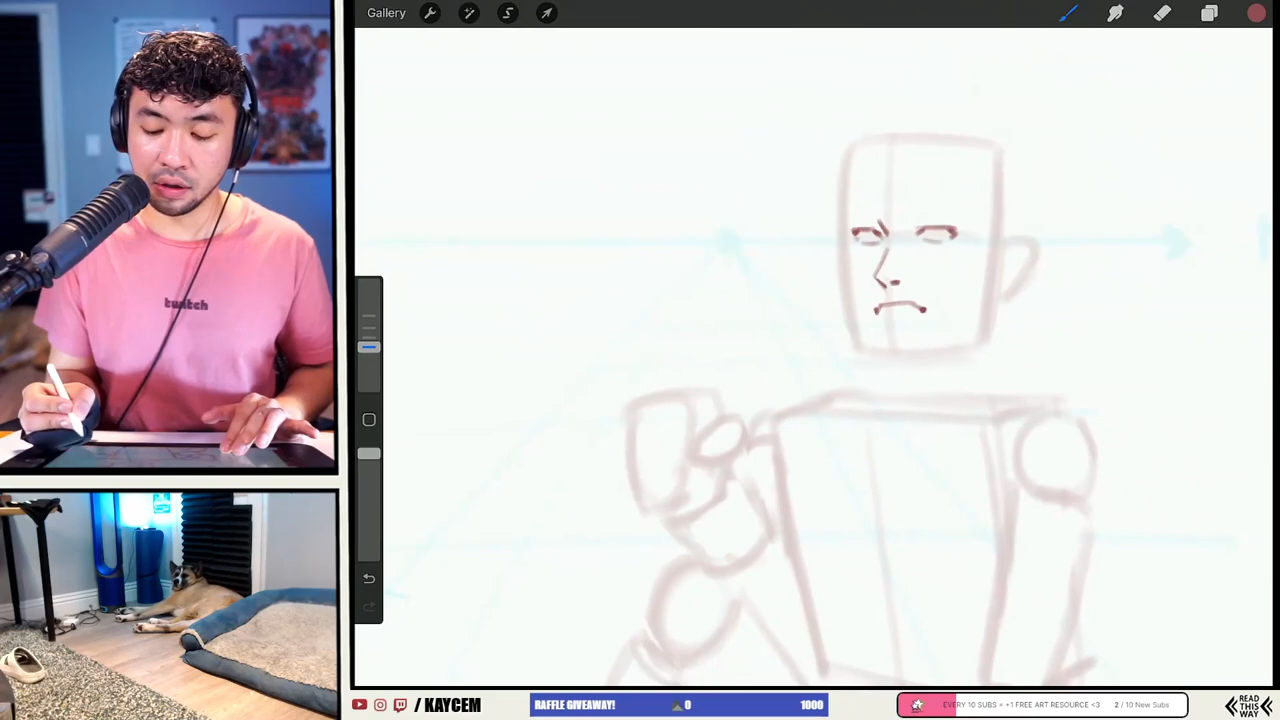 Gallery
twitch
/ KAYCEM
RAFFLE GIVEAWAY!
0
1000
EVERY 10 SUBS = +1 FREE ART RESOURCE <3
2 / 10 New Subs
READ
THIS
WAY